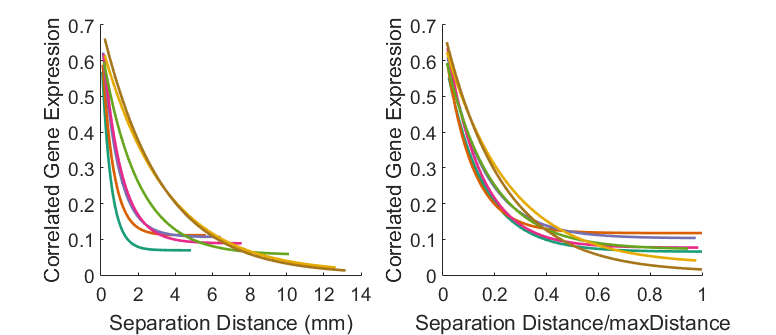 Correlated Gene Expression
0.7
0.6
0.5
0.4
0.3
0.2
0.1
0
0 2 4 6 8 10 12 14
Separation Distance (mm)
Correlated Gene Expression
0.7
0.6
0.5
0.4
0.3
0.2
0.1
0
0 0.2 0.4 0.6 0.8 1
Separation Distance/maxDistance